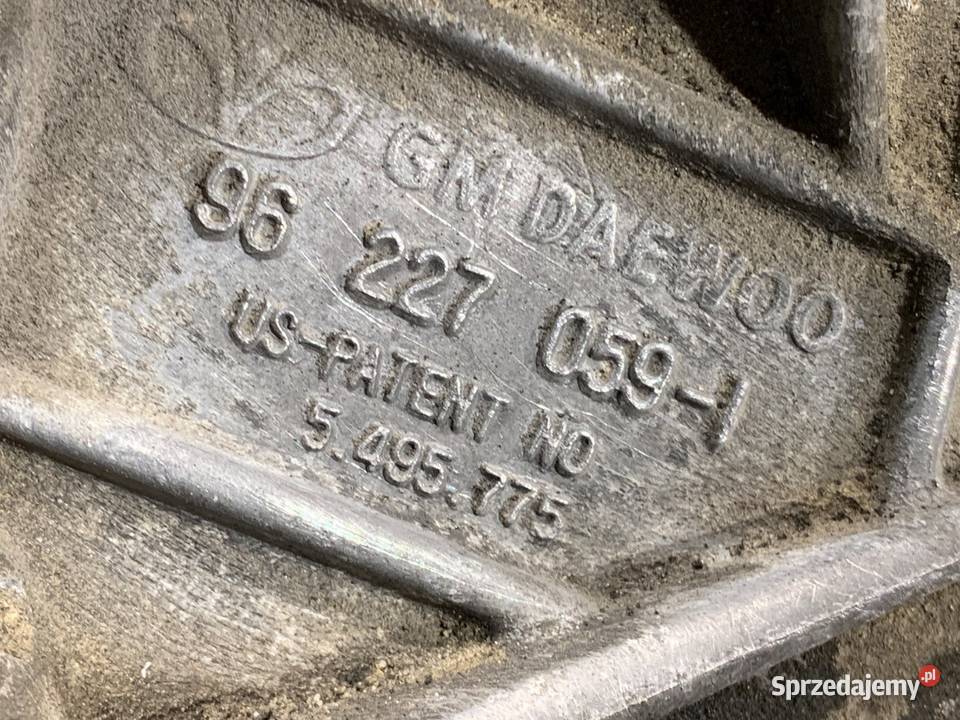 GM DAEWOO
96 227 059-1
US-PATENT NO
5.495.775
Sprzedajemy.pl